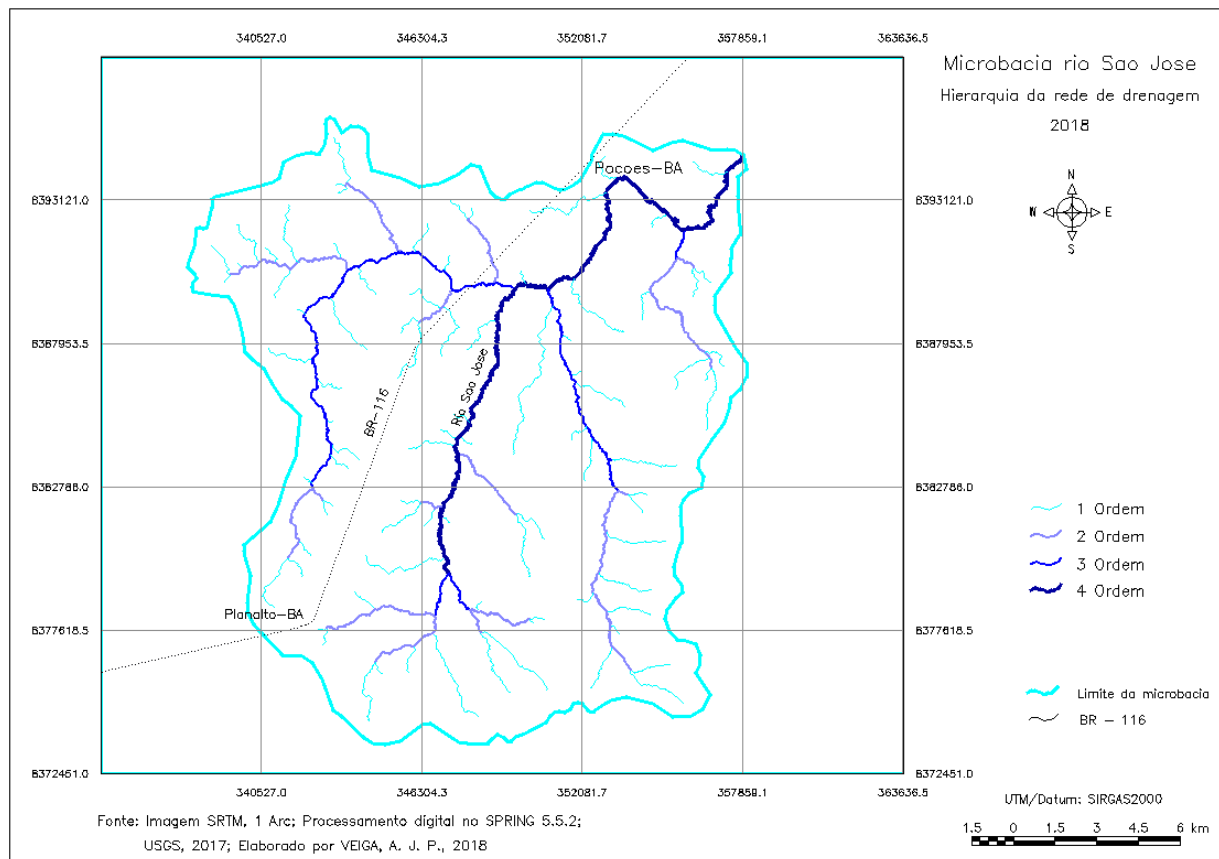 340527.0 346304.3 352081.7 357859.1 363636.5
Microbacia rio Sao Jose
Hierarquia da rede de drenagem
2018
Pocoes-BA
N
W E
S
8393121.0 8393121.0
8387953.5 8387953.5
Rio Sao Jose
BR-116
8382786.0 8382786.0
1 Ordem
2 Ordem
3 Ordem
4 Ordem
Planalto-BA
8377618.5 8377618.5
Limite da microbacia
BR - 116
8372451.0 8372451.0
340527.0 346304.3 352081.7 357859.1 363636.5
UTM/Datum: SIRGAS2000
1.5 0 1.5 3 4.5 6 km
Fonte: Imagem SRTM, 1 Arc; Processamento digital no SPRING 5.5.2;
USGS, 2017; Elaborado por VEIGA, A. J. P., 2018